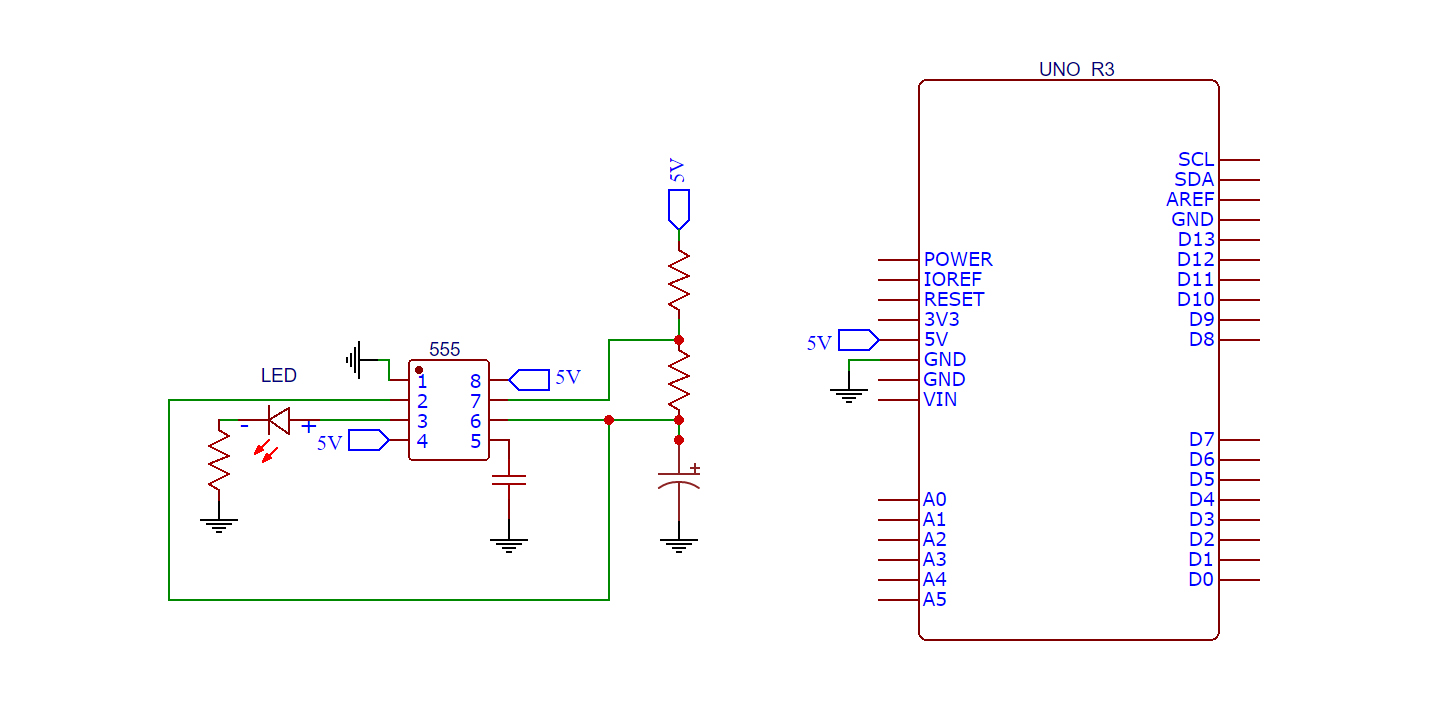 UNO R3
5V
SCL
SDA
AREF
GND
D13
POWER
D12
IOREF
D11
RESET
D10
3V3
D9
5V
5V
D8
GND
GND
VIN
D7
D6
D5
A0
D4
A1
D3
A2
D2
A3
D1
A4
D0
A5
555
LED
1
8
5V
2
7
-
+
3
6
5V
4
5
+